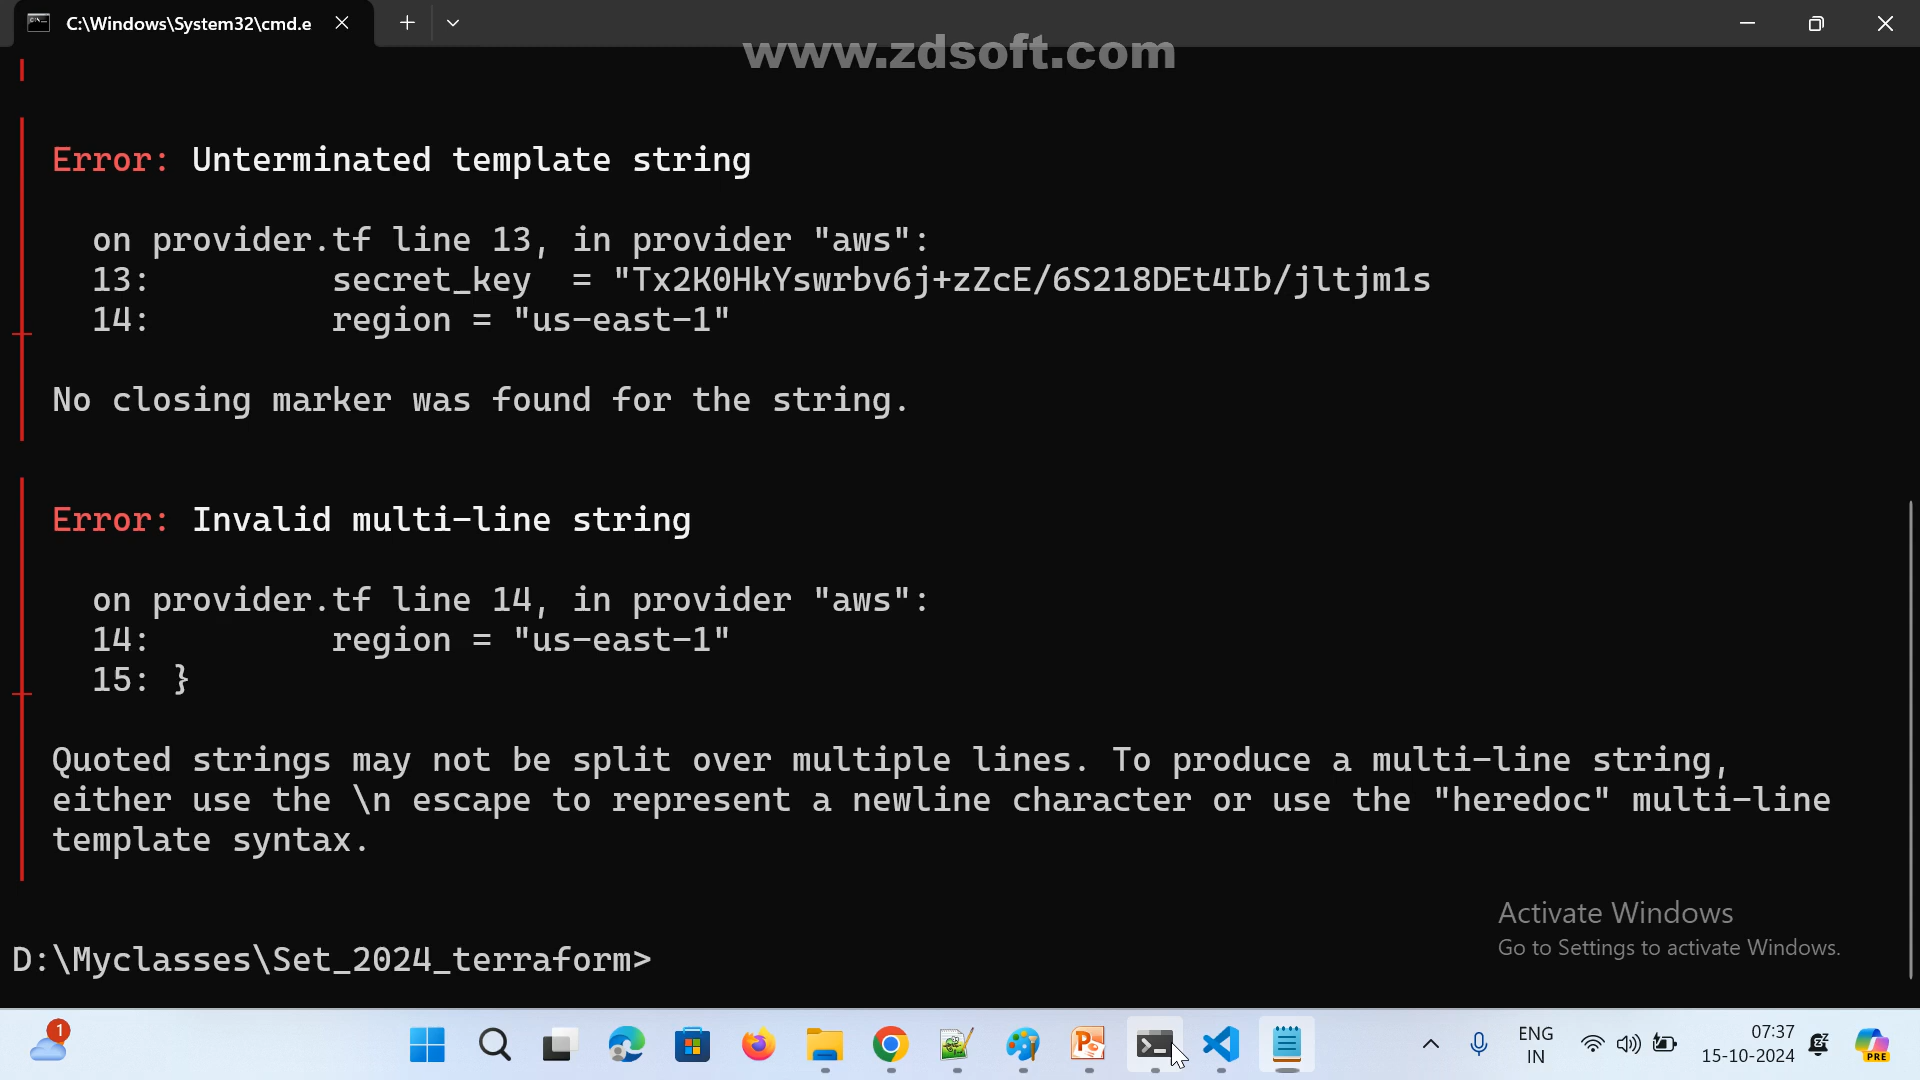 C:\Windows\System32\cmd.e
www.zdsoft.com
Error: Unterminated template string
on provider.tf line 13, in provider "aws":
13: secret_key = "Tx2K0HkYswrbv6j+zZcE/6S218DEt4Ib/jltjm1s
14: region = "us-east-1"
No closing marker was found for the string.
Error: Invalid multi-line string
on provider.tf line 14, in provider "aws":
14: region = "us-east-1"
15: }
Quoted strings may not be split over multiple lines. To produce a multi-line string,
either use the \n escape to represent a newline character or use the "heredoc" multi-line
template syntax.
Activate Windows
Go to Settings to activate Windows.
D:\Myclasses\Set_2024_terraform>
1
ENG
IN
07:37
15-10-2024
PRE